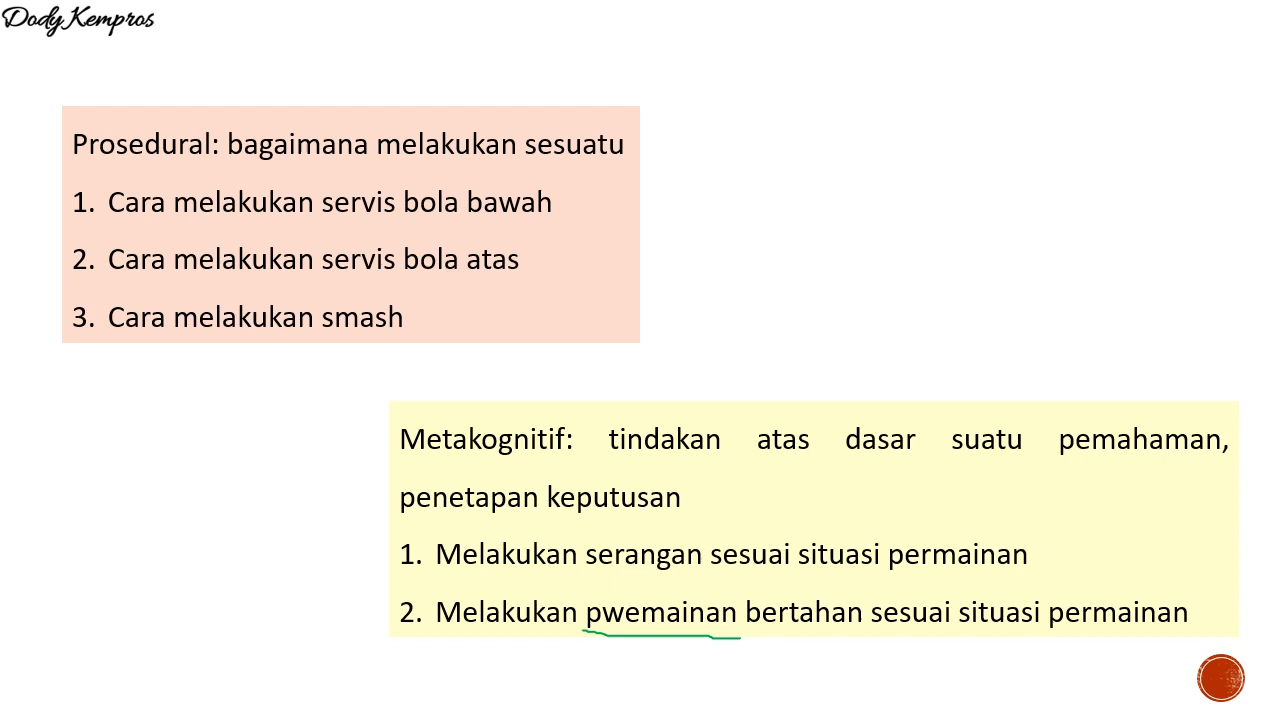 Dody Kempros
Prosedural: bagaimana melakukan sesuatu
1. Cara melakukan servis bola bawah
2. Cara melakukan servis bola atas
3. Cara melakukan smash
Metakognitif: tindakan atas dasar suatu pemahaman,
penetapan keputusan
1. Melakukan serangan sesuai situasi permainan
2. Melakukan pwemainan bertahan sesuai situasi permainan